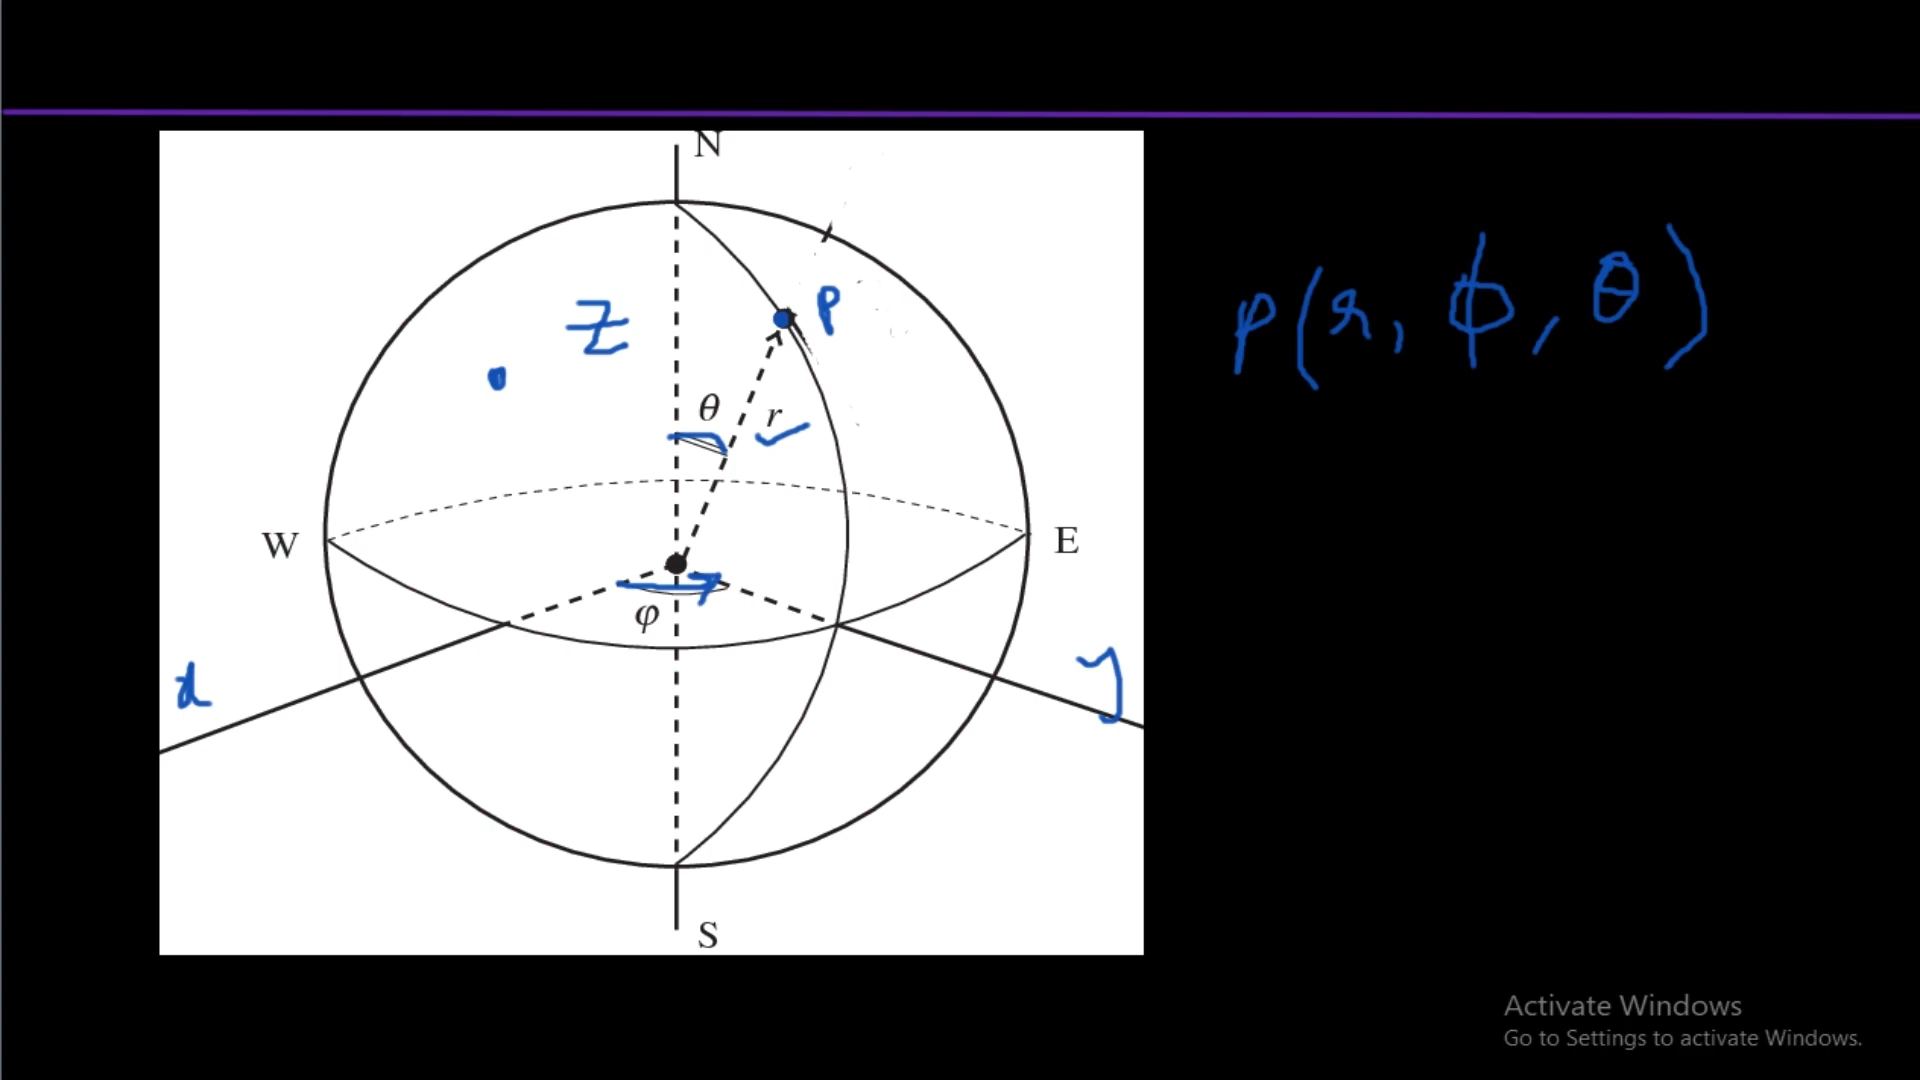 N
P
Z
p(r, ϕ, θ)
θ
r
W
E
φ
x
y
S
Activate Windows
Go to Settings to activate Windows.